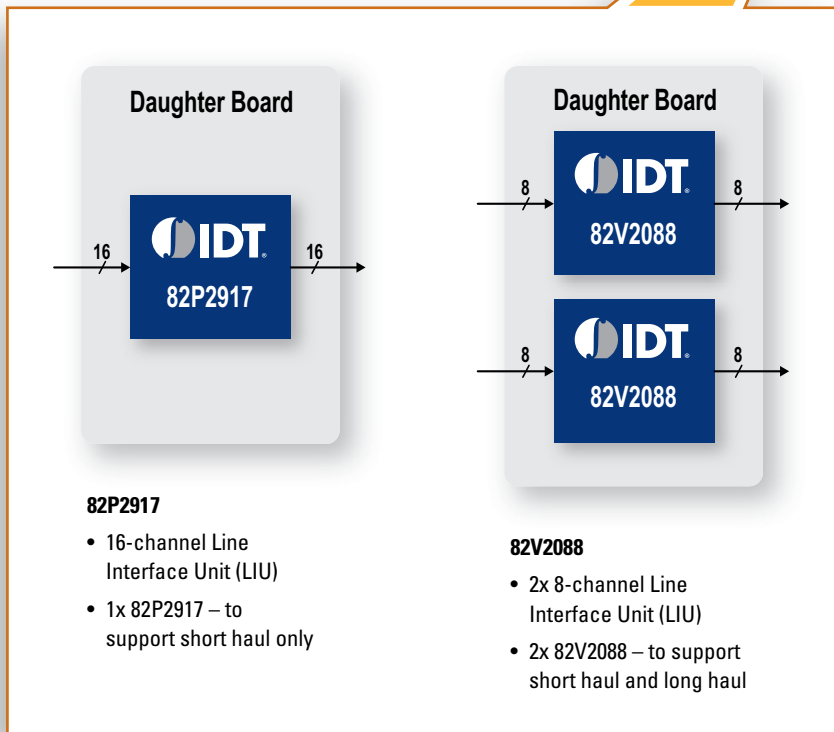 Daughter Board
16
IDT®
16
82P2917
82P2917
• 16-channel Line
Interface Unit (LIU)
• 1x 82P2917 – to
support short haul only
Daughter Board
8
IDT®
8
82V2088
8
IDT®
8
82V2088
82V2088
• 2x 8-channel Line
Interface Unit (LIU)
• 2x 82V2088 – to support
short haul and long haul